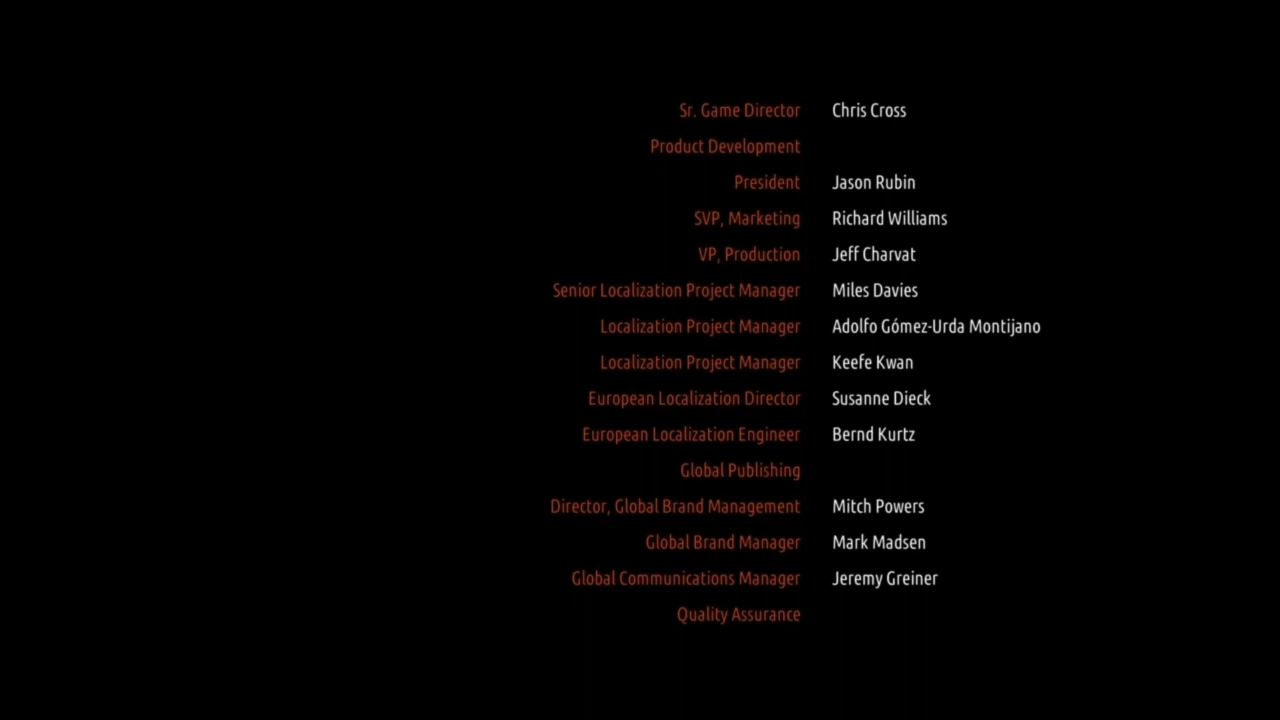 Sr. Game Director Chris Cross
Product Development
President Jason Rubin
SVP, Marketing Richard Williams
VP, Production Jeff Charvat
Senior Localization Project Manager Miles Davies
Localization Project Manager Adolfo Gómez-Urda Montijano
Localization Project Manager Keefe Kwan
European Localization Director Susanne Dieck
European Localization Engineer Bernd Kurtz
Global Publishing
Director, Global Brand Management Mitch Powers
Global Brand Manager Mark Madsen
Global Communications Manager Jeremy Greiner
Quality Assurance